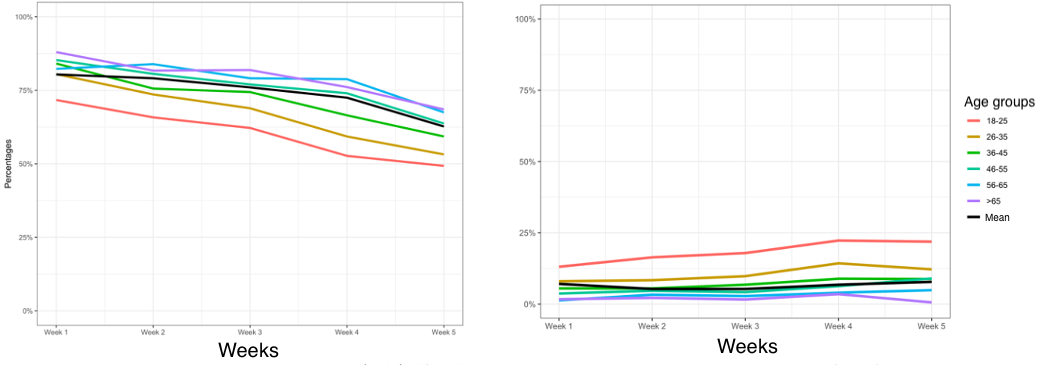 100%
75%
50%
25%
0%
Percentages
Week 1 Week 2 Week 3 Week 4 Week 5
Weeks
100%
75%
50%
25%
0%
Week 1 Week 2 Week 3 Week 4 Week 5
Weeks
Age groups
18-25
26-35
36-45
46-55
56-65
>65
Mean